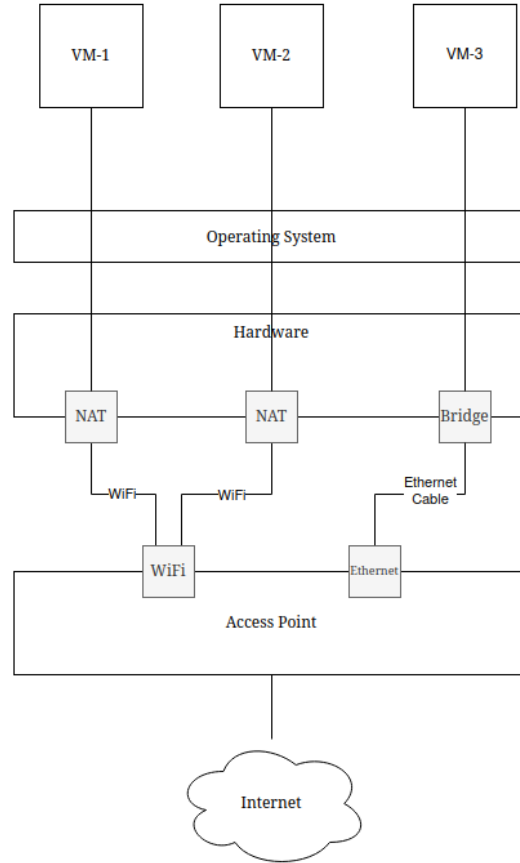 VM-1
VM-2
VM-3
Operating System
Hardware
NAT
NAT
Bridge
WiFi
WiFi
Ethernet
Cable
WiFi
Ethernet
Access Point
Internet